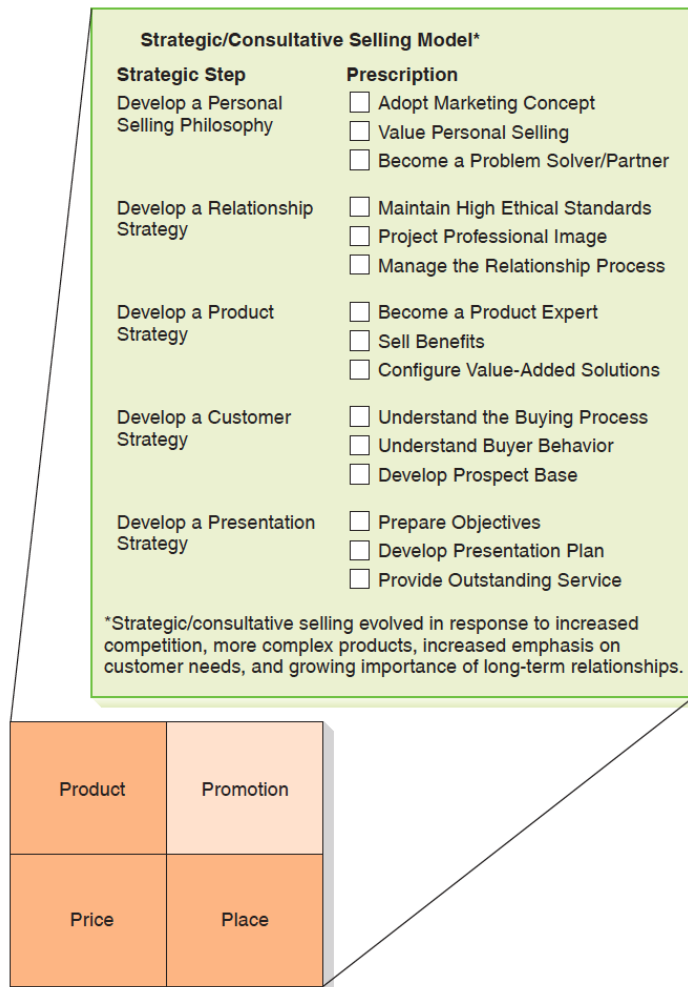 Strategic/Consultative Selling Model*
Strategic Step Prescription
Develop a Personal
Selling Philosophy
Adopt Marketing Concept
Value Personal Selling
Become a Problem Solver/Partner
Develop a Relationship
Strategy
Maintain High Ethical Standards
Project Professional Image
Manage the Relationship Process
Develop a Product
Strategy
Become a Product Expert
Sell Benefits
Configure Value-Added Solutions
Develop a Customer
Strategy
Understand the Buying Process
Understand Buyer Behavior
Develop Prospect Base
Develop a Presentation
Strategy
Prepare Objectives
Develop Presentation Plan
Provide Outstanding Service
*Strategic/consultative selling evolved in response to increased
competition, more complex products, increased emphasis on
customer needs, and growing importance of long-term relationships.
Product
Promotion
Price
Place